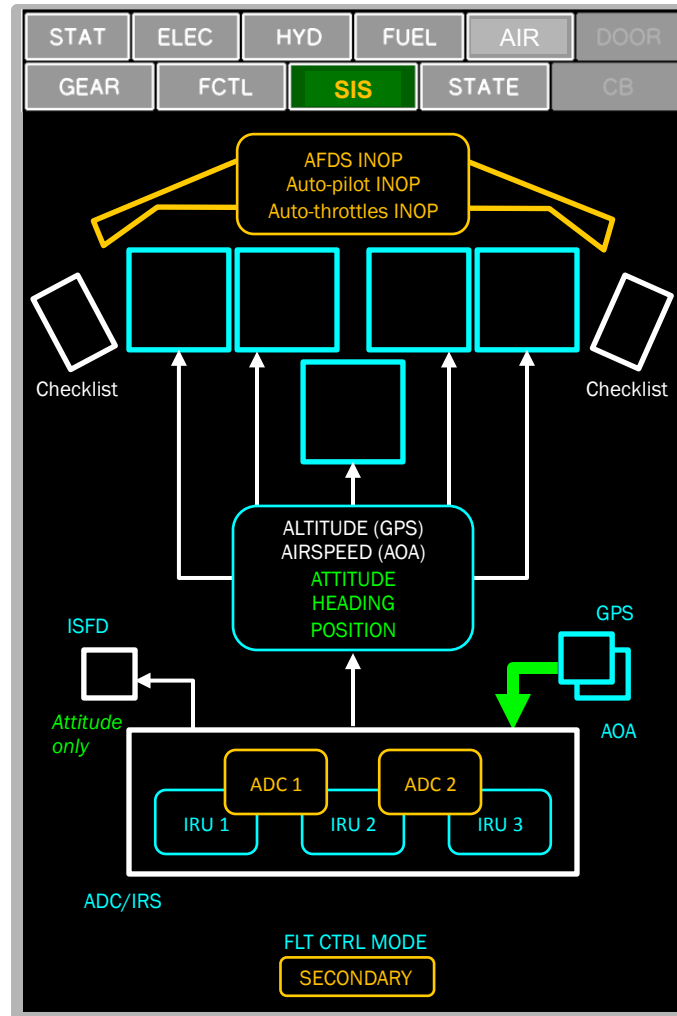 STAT ELEC HYD FUEL AIR DOOR
GEAR FCTL SIS STATE CB
AFDS INOP
Auto-pilot INOP
Auto-throttles INOP
Checklist
Checklist
ALTITUDE (GPS)
AIRSPEED (AOA)
ATTITUDE
HEADING
POSITION
ISFD
GPS
Attitude
only
AOA
ADC 1
ADC 2
IRU 1
IRU 2
IRU 3
ADC/IRS
FLT CTRL MODE
SECONDARY